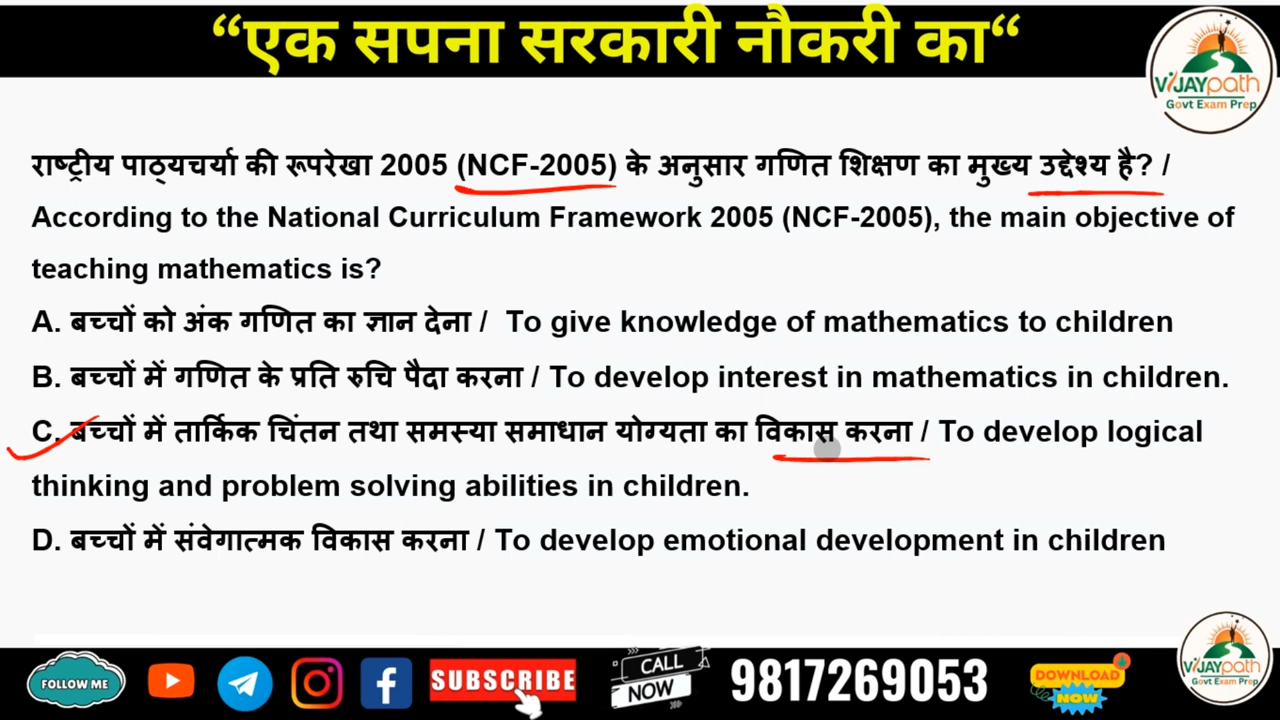 “एक सपना सरकारी नौकरी का“
VIJAYpath
Govt Exam Prep
राष्ट्रीय पाठ्यचर्या की रूपरेखा 2005 (NCF-2005) के अनुसार गणित शिक्षण का मुख्य उद्देश्य है? /
According to the National Curriculum Framework 2005 (NCF-2005), the main objective of
teaching mathematics is?
A. बच्चों को अंक गणित का ज्ञान देना / To give knowledge of mathematics to children
B. बच्चों में गणित के प्रति रुचि पैदा करना / To develop interest in mathematics in children.
C. बच्चों में तार्किक चिंतन तथा समस्या समाधान योग्यता का विकास करना / To develop logical
thinking and problem solving abilities in children.
D. बच्चों में संवेगात्मक विकास करना / To develop emotional development in children
FOLLOW ME
SUBSCRIBE
CALL
NOW
9817269053
DOWNLOAD
NOW
VIJAYpath
Govt Exam Prep